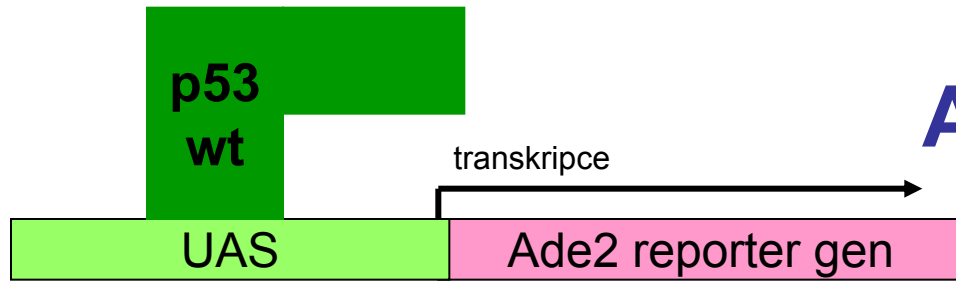 p53
wt
transkripce
A
UAS
Ade2 reporter gen